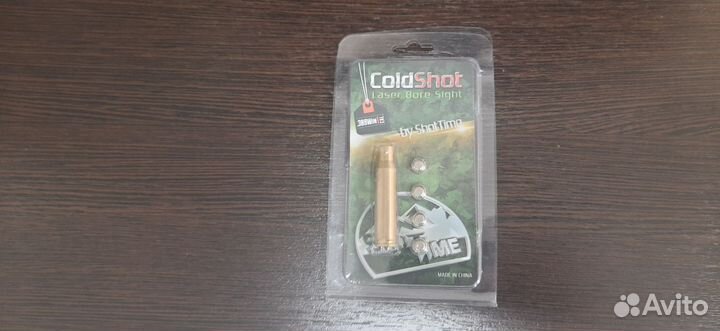 ColdShot
Laser Bore Sight
by ShotTime
MADE IN CHINA
Avito